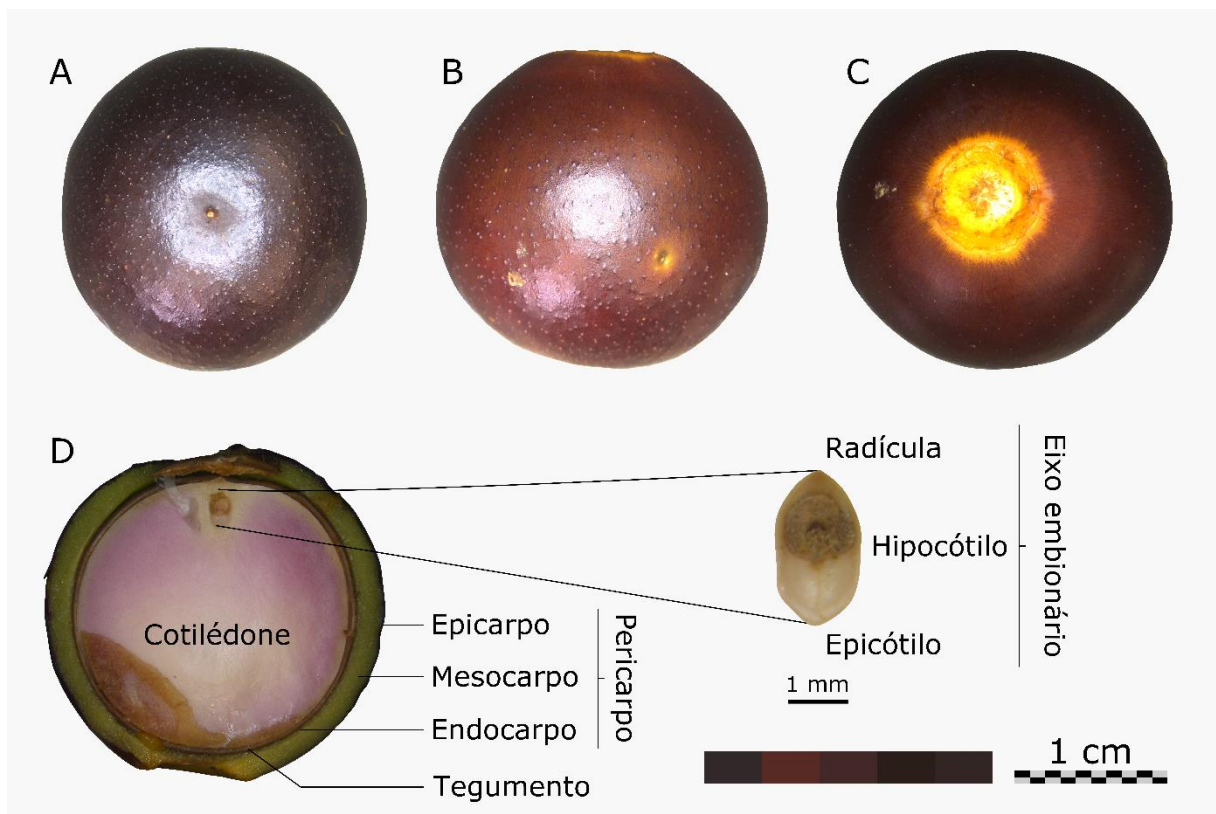 A
B
C
D
Radícula
Hipocótilo
Epicótilo
Eixo embionário
Cotilédone
Epicarpo
Mesocarpo
Endocarpo
Pericarpo
Tegumento
1 mm
1 cm